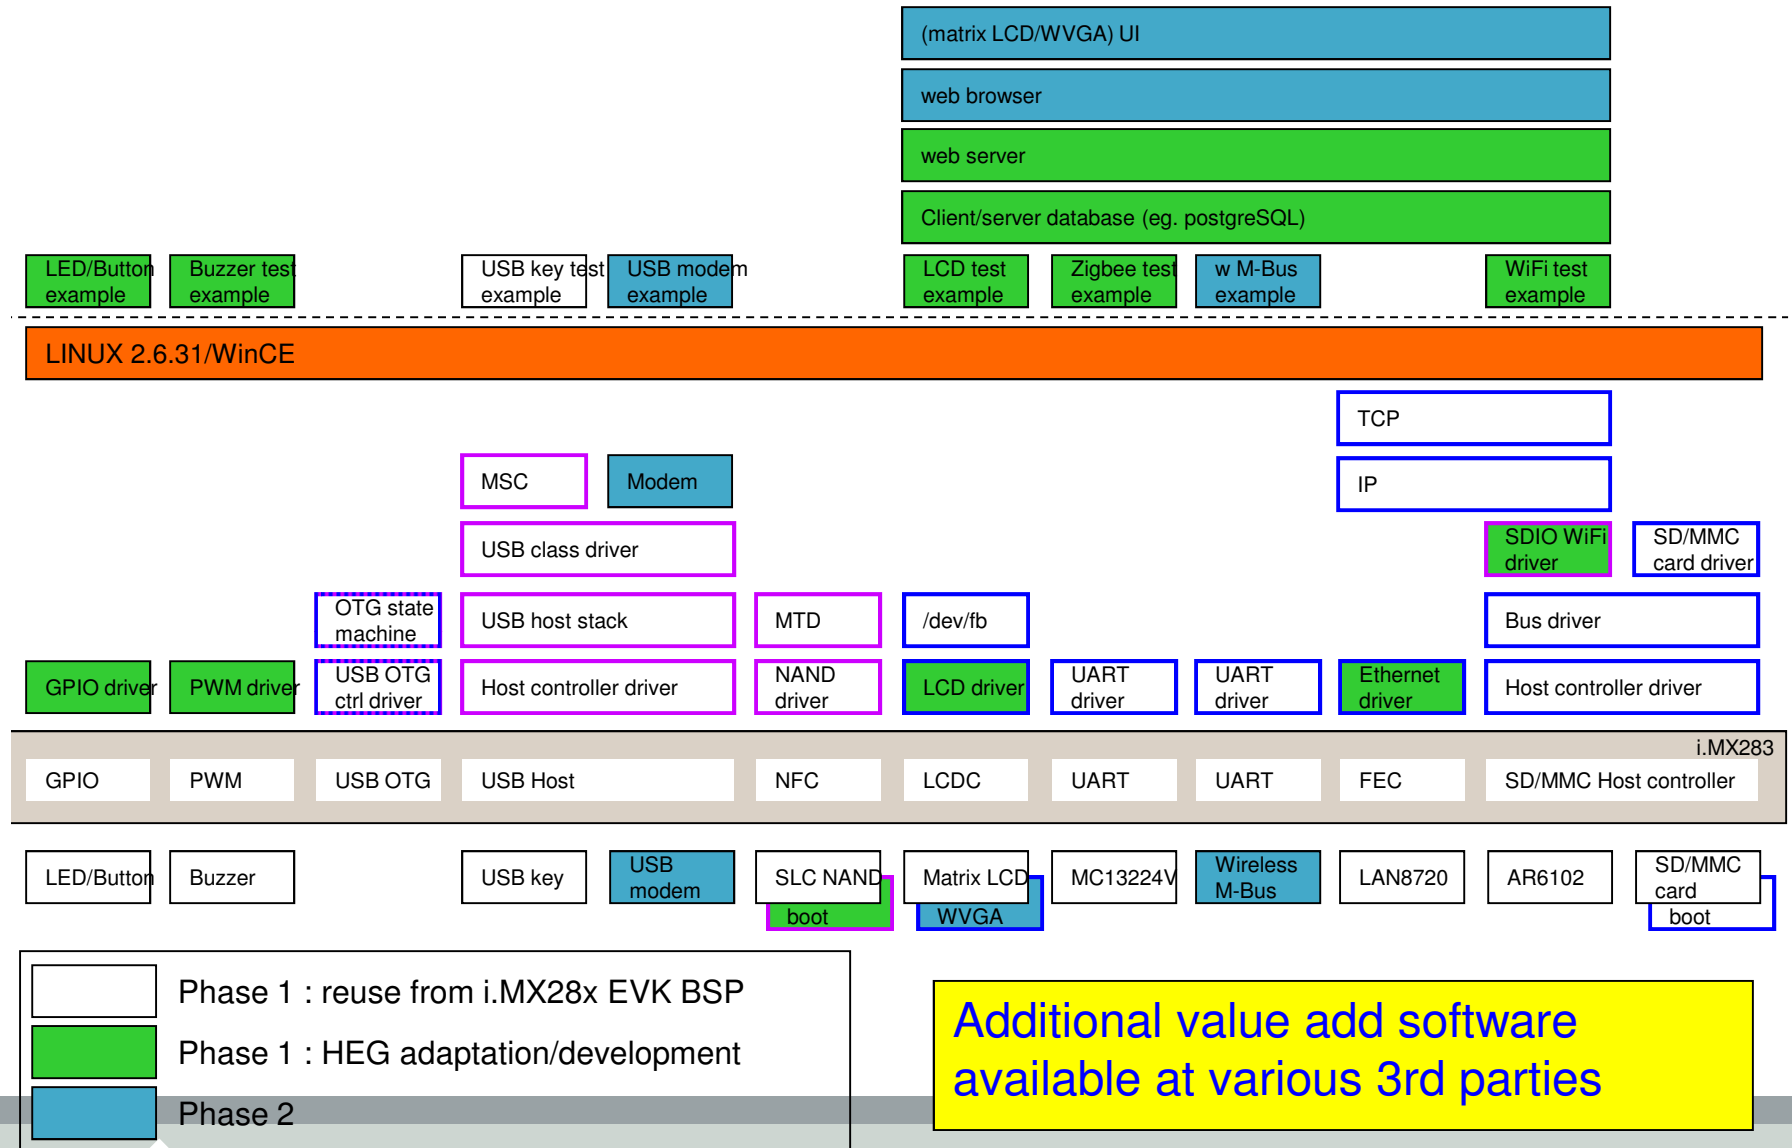 (matrix LCD/WVGA) UI
web browser
web server
Client/server database (eg. postgreSQL)
LED/Button
example
Buzzer test
example
USB key test
example
USB modem
example
LCD test
example
Zigbee test
example
w M-Bus
example
WiFi test
example
LINUX 2.6.31/WinCE
TCP
MSC
Modem
IP
USB class driver
SDIO WiFi
driver
SD/MMC
card driver
OTG state
machine
USB host stack
MTD
/dev/fb
Bus driver
GPIO driver
PWM driver
USB OTG
ctrl driver
Host controller driver
NAND
driver
LCD driver
UART
driver
UART
driver
Ethernet
driver
Host controller driver
i.MX283
GPIO
PWM
USB OTG
USB Host
NFC
LCDC
UART
UART
FEC
SD/MMC Host controller
LED/Button
Buzzer
USB key
USB
modem
SLC NAND
boot
Matrix LCD
WVGA
MC13224V
Wireless
M-Bus
LAN8720
AR6102
SD/MMC
card
boot
Phase 1 : reuse from i.MX28x EVK BSP
Phase 1 : HEG adaptation/development
Phase 2
Additional value add software
available at various 3rd parties